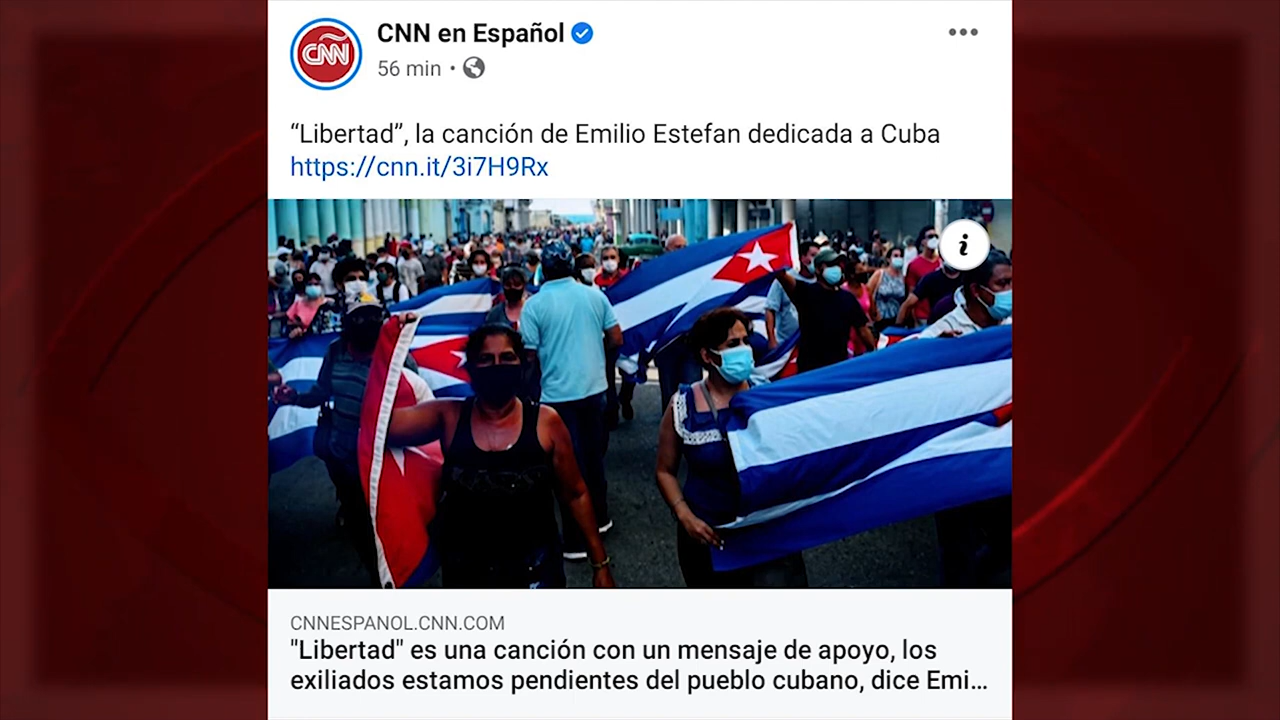 CNN
CNN en Español
56 min ·
“Libertad”, la canción de Emilio Estefan dedicada a Cuba
https://cnn.it/3i7H9Rx
i
CNNESPANOL.CNN.COM
"Libertad" es una canción con un mensaje de apoyo, los
exiliados estamos pendientes del pueblo cubano, dice Emi...